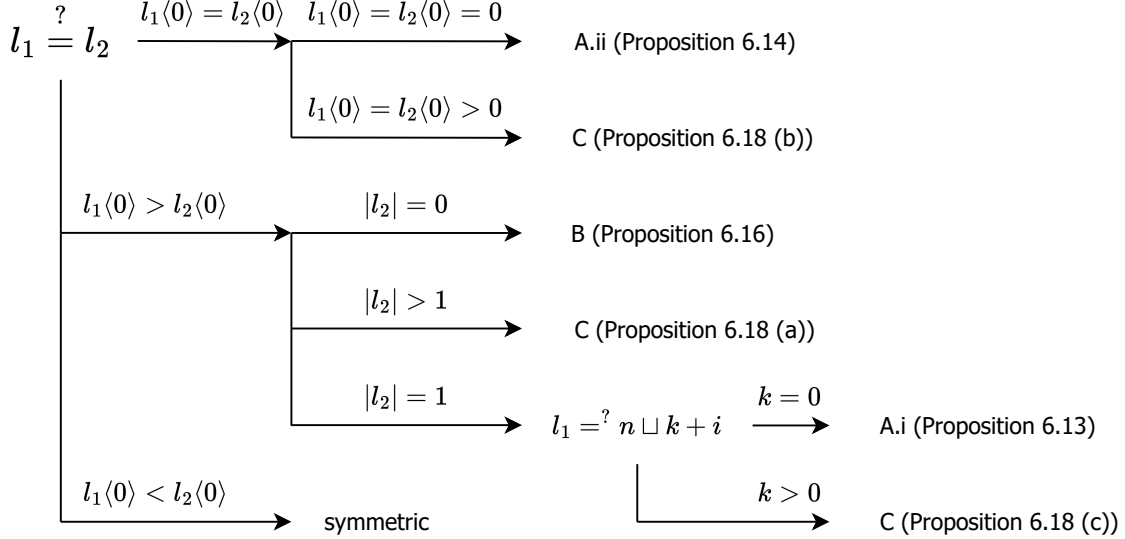 l₁ =? l₂
l₁⟨0⟩ = l₂⟨0⟩
l₁⟨0⟩ = l₂⟨0⟩ = 0
A.ii (Proposition 6.14)
l₁⟨0⟩ = l₂⟨0⟩ > 0
C (Proposition 6.18 (b))
l₁⟨0⟩ > l₂⟨0⟩
|l₂| = 0
B (Proposition 6.16)
|l₂| > 1
C (Proposition 6.18 (a))
|l₂| = 1
l₁ =? n ⊔ k + i
k = 0
A.i (Proposition 6.13)
l₁⟨0⟩ < l₂⟨0⟩
symmetric
k > 0
C (Proposition 6.18 (c))